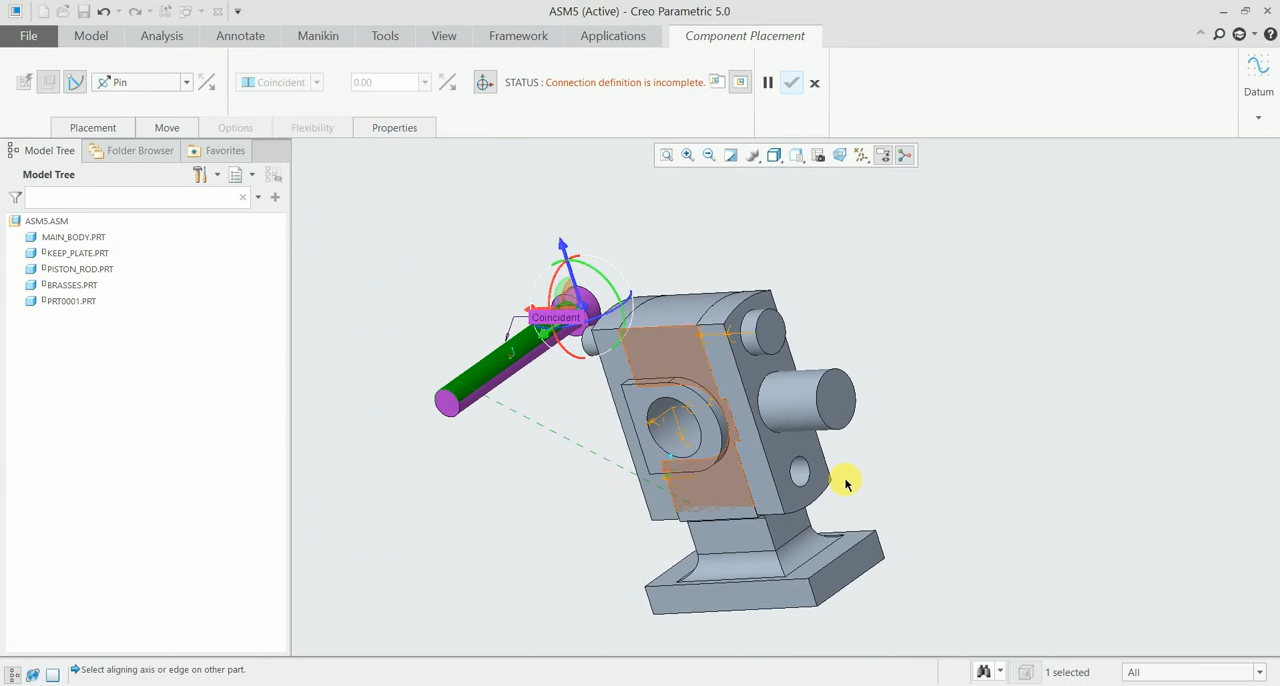 ASM5 (Active) - Creo Parametric 5.0
File Model Analysis Annotate Manikin Tools View Framework Applications Component Placement
Pin Coincident 0.00 STATUS : Connection definition is incomplete. Datum
Placement Move Options Flexibility Properties
Model Tree Folder Browser Favorites
Model Tree
ASM5.ASM
MAIN_BODY.PRT
KEEP_PLATE.PRT
PISTON_ROD.PRT
BRASSES.PRT
PRT0001.PRT
Coincident
Select aligning axis or edge on other part. 1 selected All